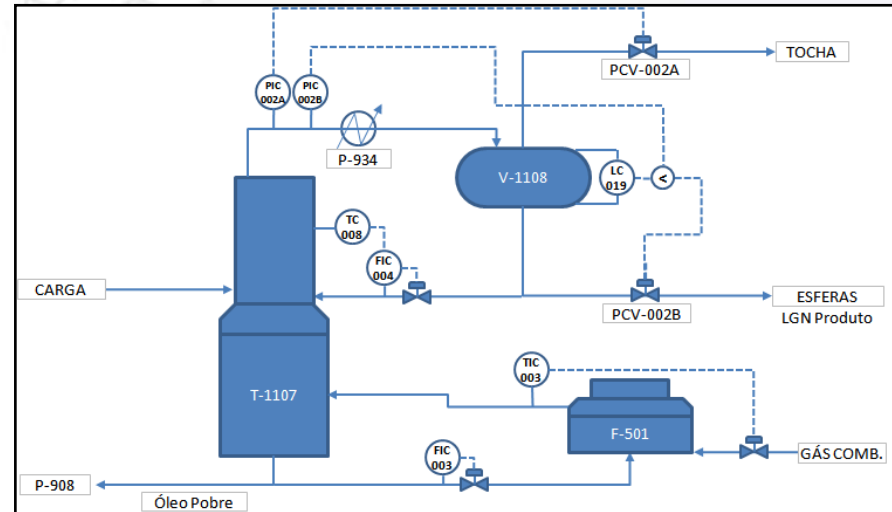 PIC
002A
PIC
002B
PCV-002A
TOCHA
P-934
V-1108
LC
019
<
TC
008
FIC
004
CARGA
PCV-002B
ESFERAS
LGN Produto
T-1107
TIC
003
F-501
GÁS COMB.
FIC
003
P-908
Óleo Pobre